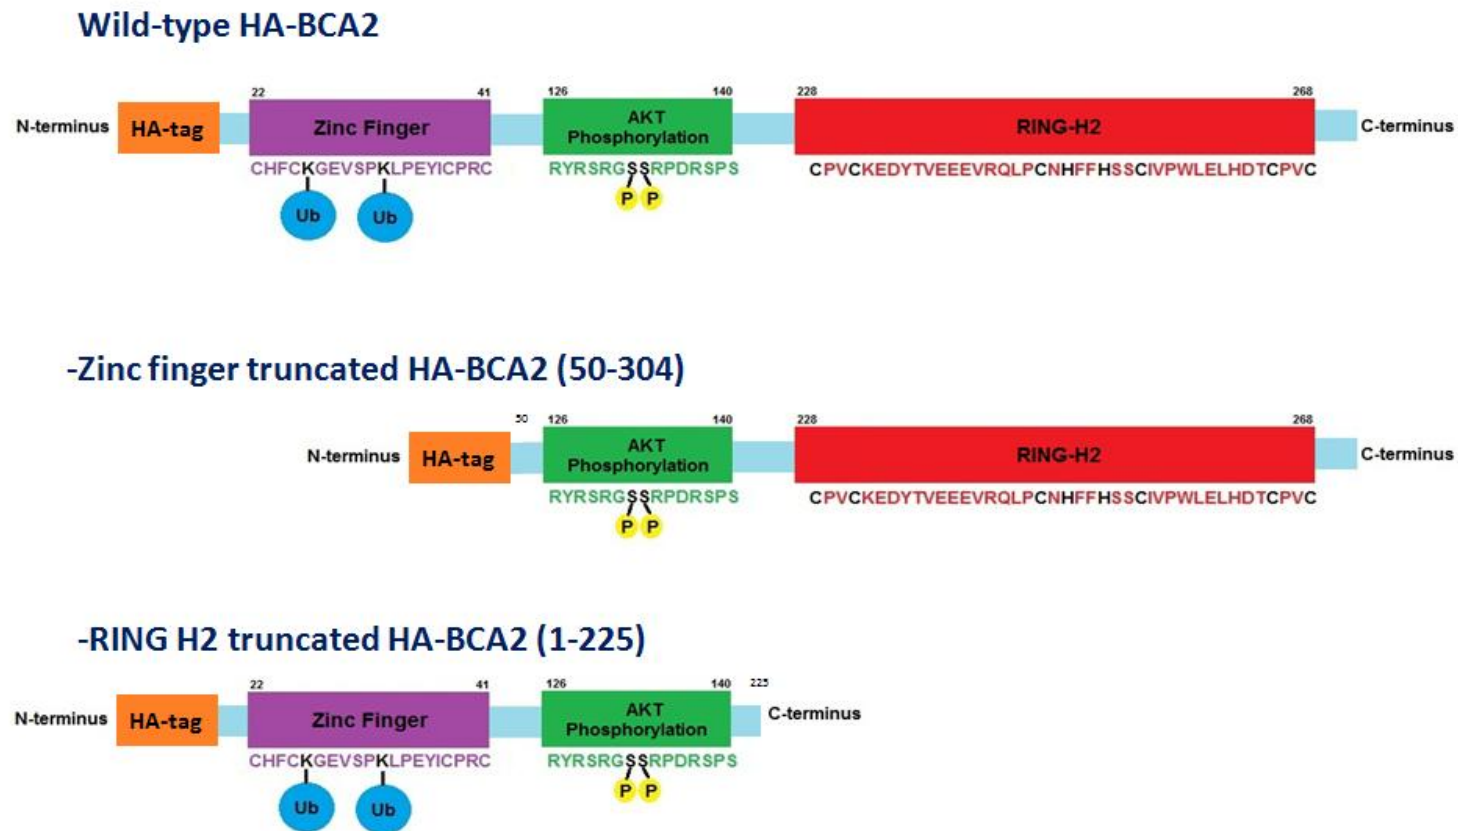 Wild-type HA-BCA2
22 41 126 140 228 268
N-terminus HA-tag Zinc Finger AKT Phosphorylation RING-H2 C-terminus
CHFCKGEVSPKLPEYICPRC RYRSRGSSRPDRSPS CPVCKEDYTVEEEVRQLPCNHFFHSSCIVPWLELHDTCPVC
Ub Ub P P
-Zinc finger truncated HA-BCA2 (50-304)
50 126 140 228 268
N-terminus HA-tag AKT Phosphorylation RING-H2 C-terminus
RYRSRGSSRPDRSPS CPVCKEDYTVEEEVRQLPCNHFFHSSCIVPWLELHDTCPVC
P P
-RING H2 truncated HA-BCA2 (1-225)
22 41 126 140 225
N-terminus HA-tag Zinc Finger AKT Phosphorylation C-terminus
CHFCKGEVSPKLPEYICPRC RYRSRGSSRPDRSPS
Ub Ub P P